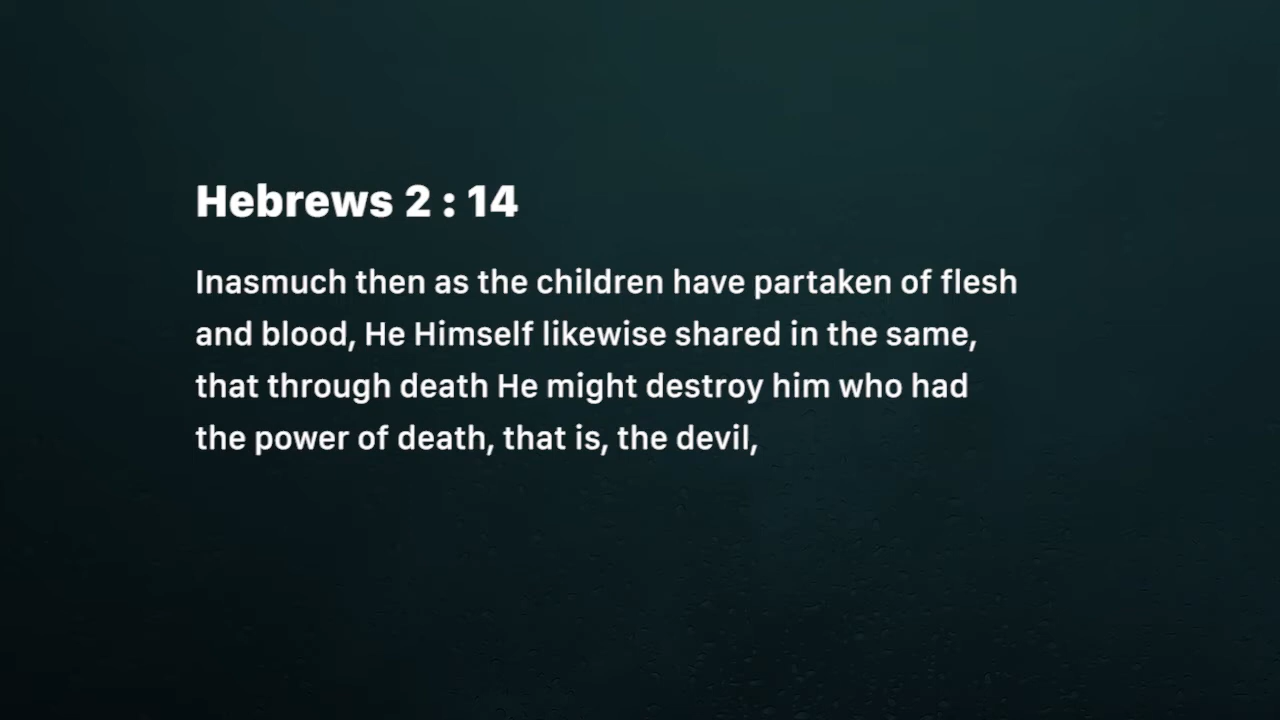 Hebrews 2 : 14
Inasmuch then as the children have partaken of flesh
and blood, He Himself likewise shared in the same,
that through death He might destroy him who had
the power of death, that is, the devil,